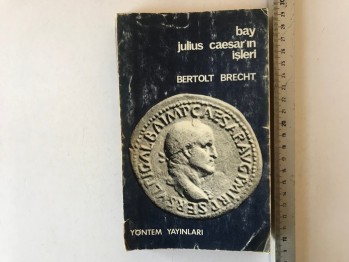 bay
julius caesar'ın
işleri
BERTOLT BRECHT
YÖNTEM YAYINLARI